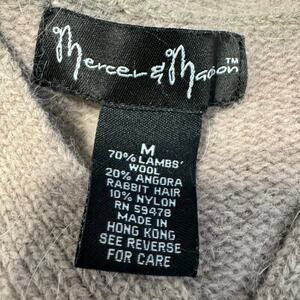 Mercer & Madison™
M
70% LAMBS'
WOOL
20% ANGORA
RABBIT HAIR
10% NYLON
RN 59478
MADE IN
HONG KONG
SEE REVERSE
FOR CARE